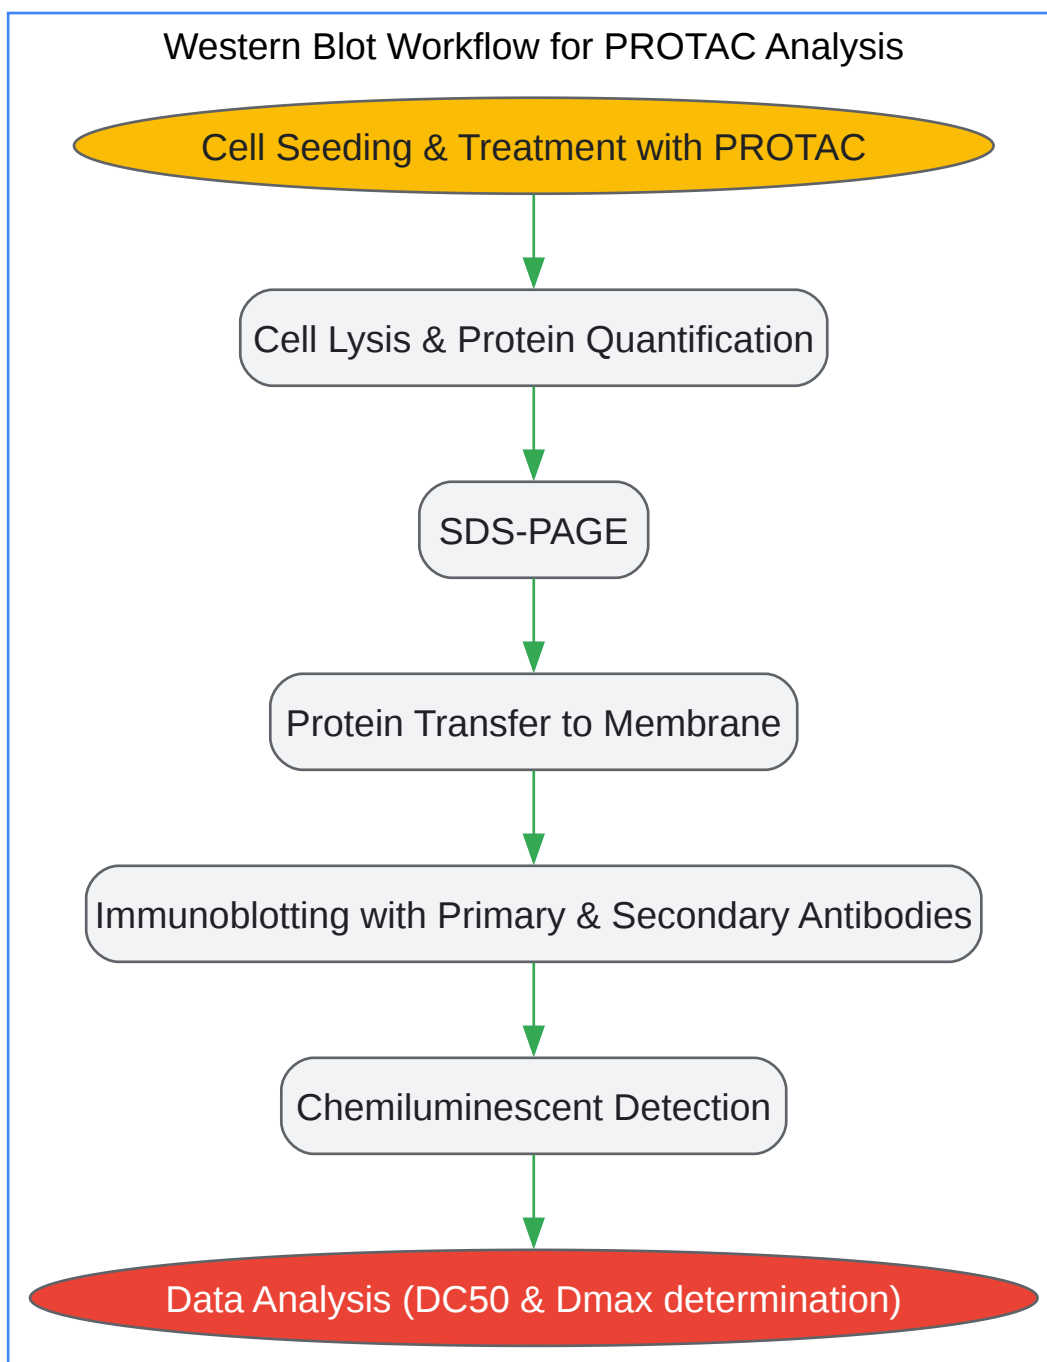 Western Blot Workflow for PROTAC Analysis
Cell Seeding & Treatment with PROTAC
Cell Lysis & Protein Quantification
SDS-PAGE
Protein Transfer to Membrane
Immunoblotting with Primary & Secondary Antibodies
Chemiluminescent Detection
Data Analysis (DC50 & Dmax determination)